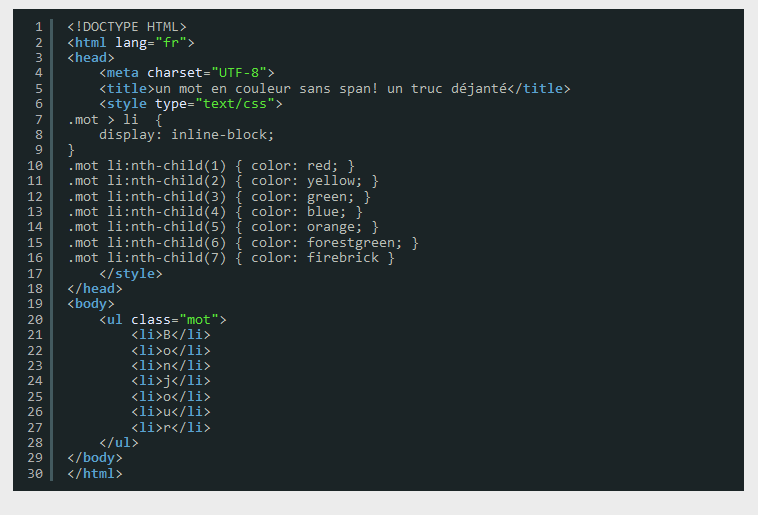 1 <!DOCTYPE HTML>
2 <html lang="fr">
3 <head>
4     <meta charset="UTF-8">
5     <title>un mot en couleur sans span! un truc déjanté</title>
6     <style type="text/css">
7 .mot > li  {
8     display: inline-block;
9 }
10 .mot li:nth-child(1) { color: red; }
11 .mot li:nth-child(2) { color: yellow; }
12 .mot li:nth-child(3) { color: green; }
13 .mot li:nth-child(4) { color: blue; }
14 .mot li:nth-child(5) { color: orange; }
15 .mot li:nth-child(6) { color: forestgreen; }
16 .mot li:nth-child(7) { color: firebrick }
17     </style>
18 </head>
19 <body>
20     <ul class="mot">
21         <li>B</li>
22         <li>o</li>
23         <li>n</li>
24         <li>j</li>
25         <li>o</li>
26         <li>u</li>
27         <li>r</li>
28     </ul>
29 </body>
30 </html>